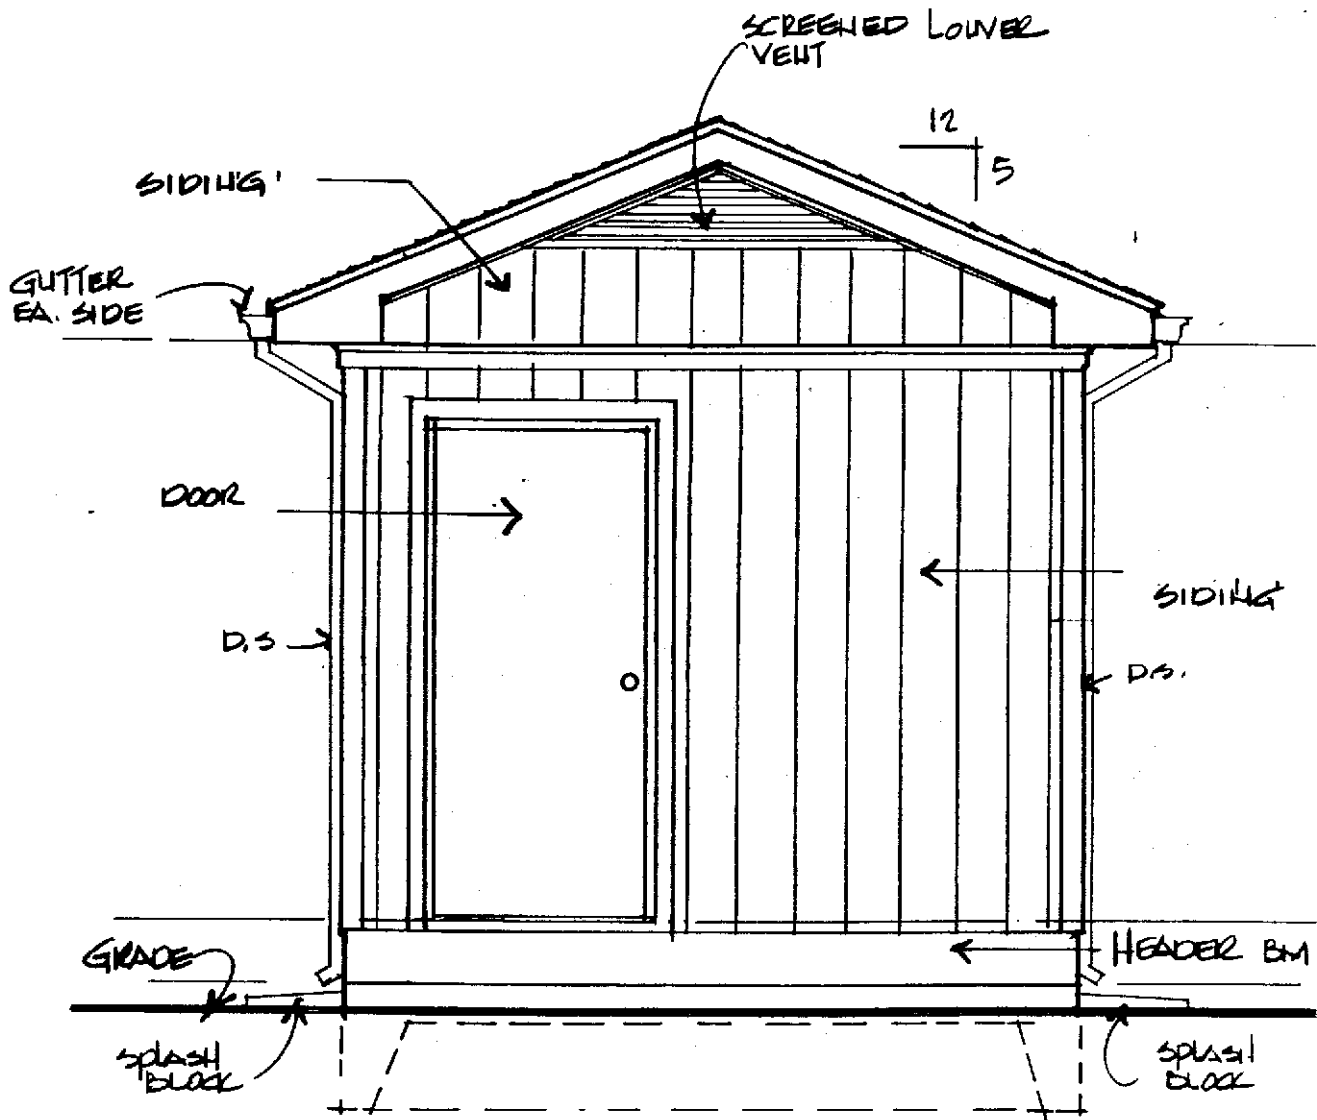 SCREENED LOUVER
VENT
12
5
SIDING
GUTTER
EA. SIDE
DOOR
SIDING
D.S
D.S.
GRADE
HEADER BM
SPLASH
BLOCK
SPLASH
BLOCK